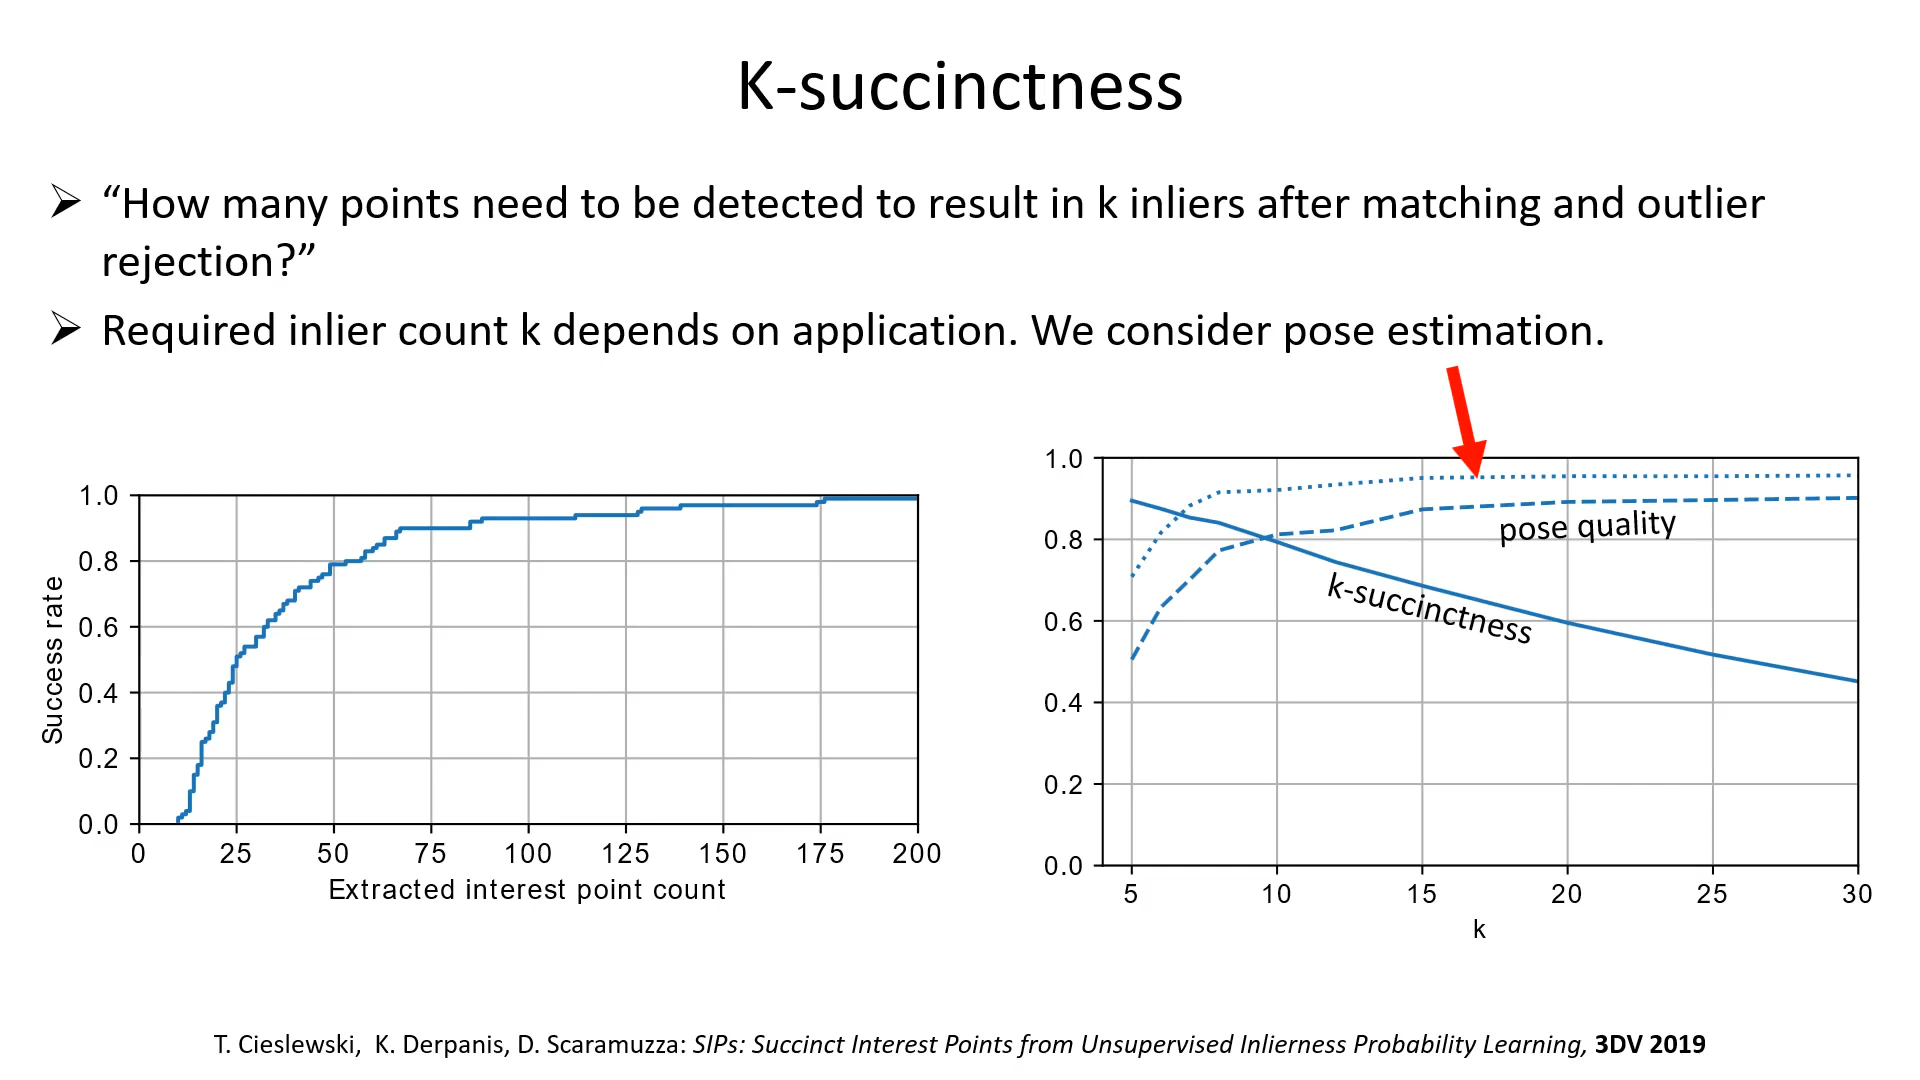 K-succinctness
➢ “How many points need to be detected to result in k inliers after matching and outlier
rejection?”
➢ Required inlier count k depends on application. We consider pose estimation.
1.0
0.8
0.6
0.4
0.2
0.0
Success rate
0 25 50 75 100 125 150 175 200
Extracted interest point count
1.0
0.8
0.6
0.4
0.2
0.0
pose quality
k-succinctness
5 10 15 20 25 30
k
T. Cieslewski, K. Derpanis, D. Scaramuzza: SIPs: Succinct Interest Points from Unsupervised Inlierness Probability Learning, 3DV 2019